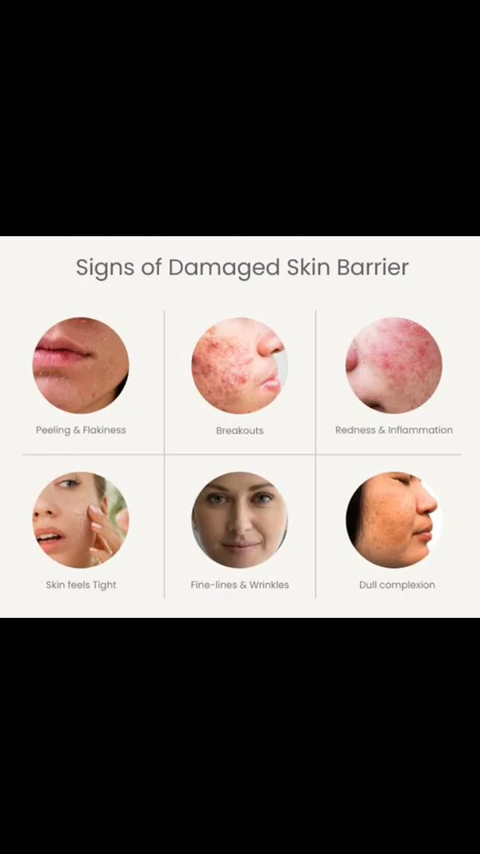 Signs of Damaged Skin Barrier
Peeling & Flakiness
Breakouts
Redness & Inflammation
Skin feels Tight
Fine-lines & Wrinkles
Dull complexion